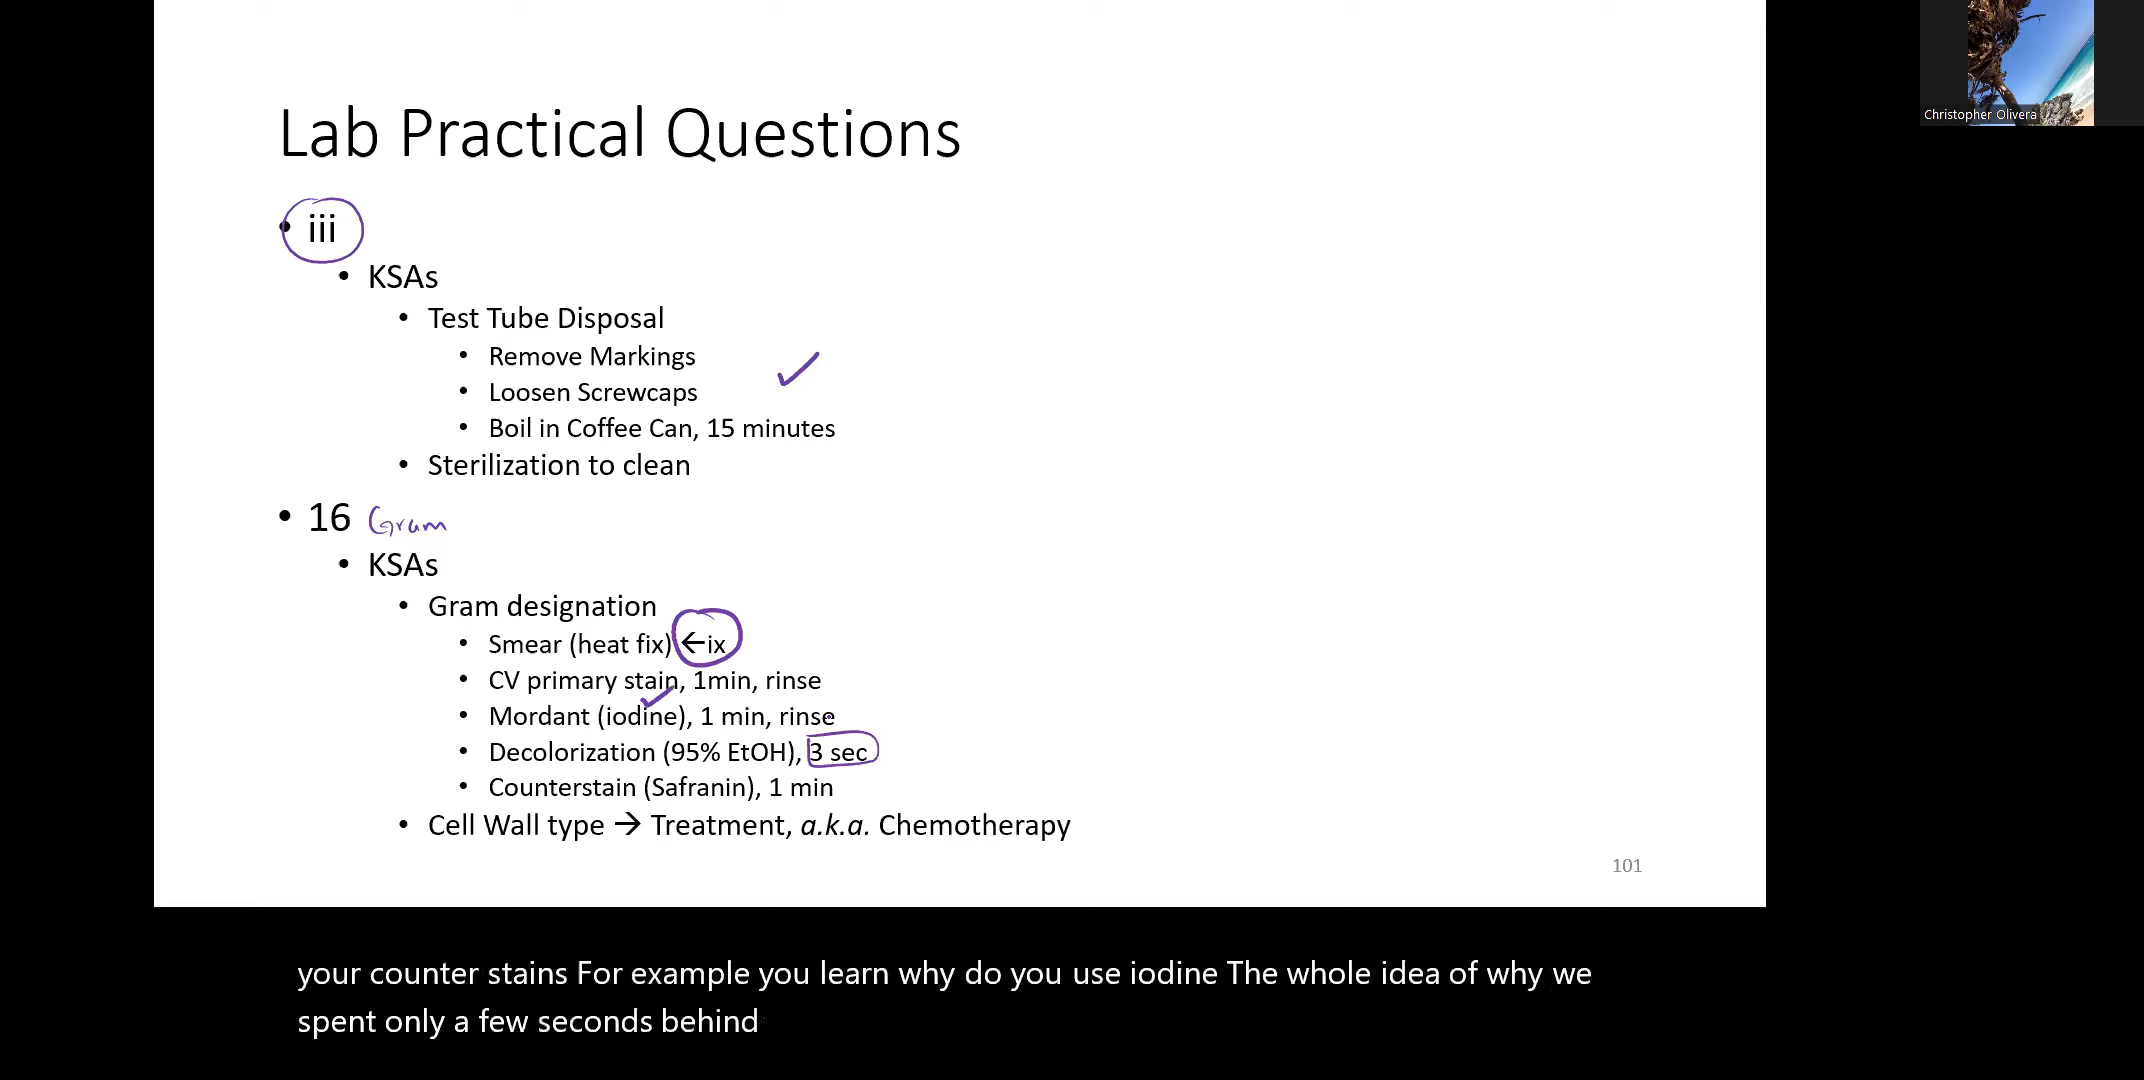 Christopher Olivera
Lab Practical Questions
• iii
• KSAs
• Test Tube Disposal
• Remove Markings
• Loosen Screwcaps
• Boil in Coffee Can, 15 minutes
• Sterilization to clean
• 16 Gram
• KSAs
• Gram designation
• Smear (heat fix) ←ix
• CV primary stain, 1min, rinse
• Mordant (iodine), 1 min, rinse
• Decolorization (95% EtOH), 3 sec
• Counterstain (Safranin), 1 min
• Cell Wall type → Treatment, a.k.a. Chemotherapy
101
your counter stains For example you learn why do you use iodine The whole idea of why we
spent only a few seconds behind